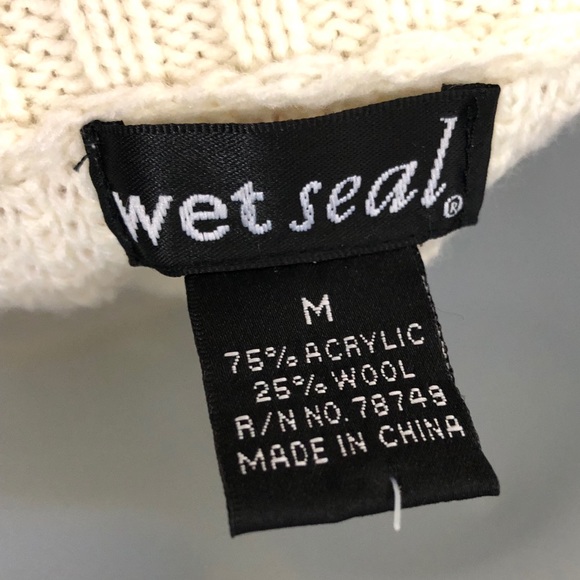 wet seal®
M
75% ACRYLIC
25% WOOL
R/N NO. 78749
MADE IN CHINA